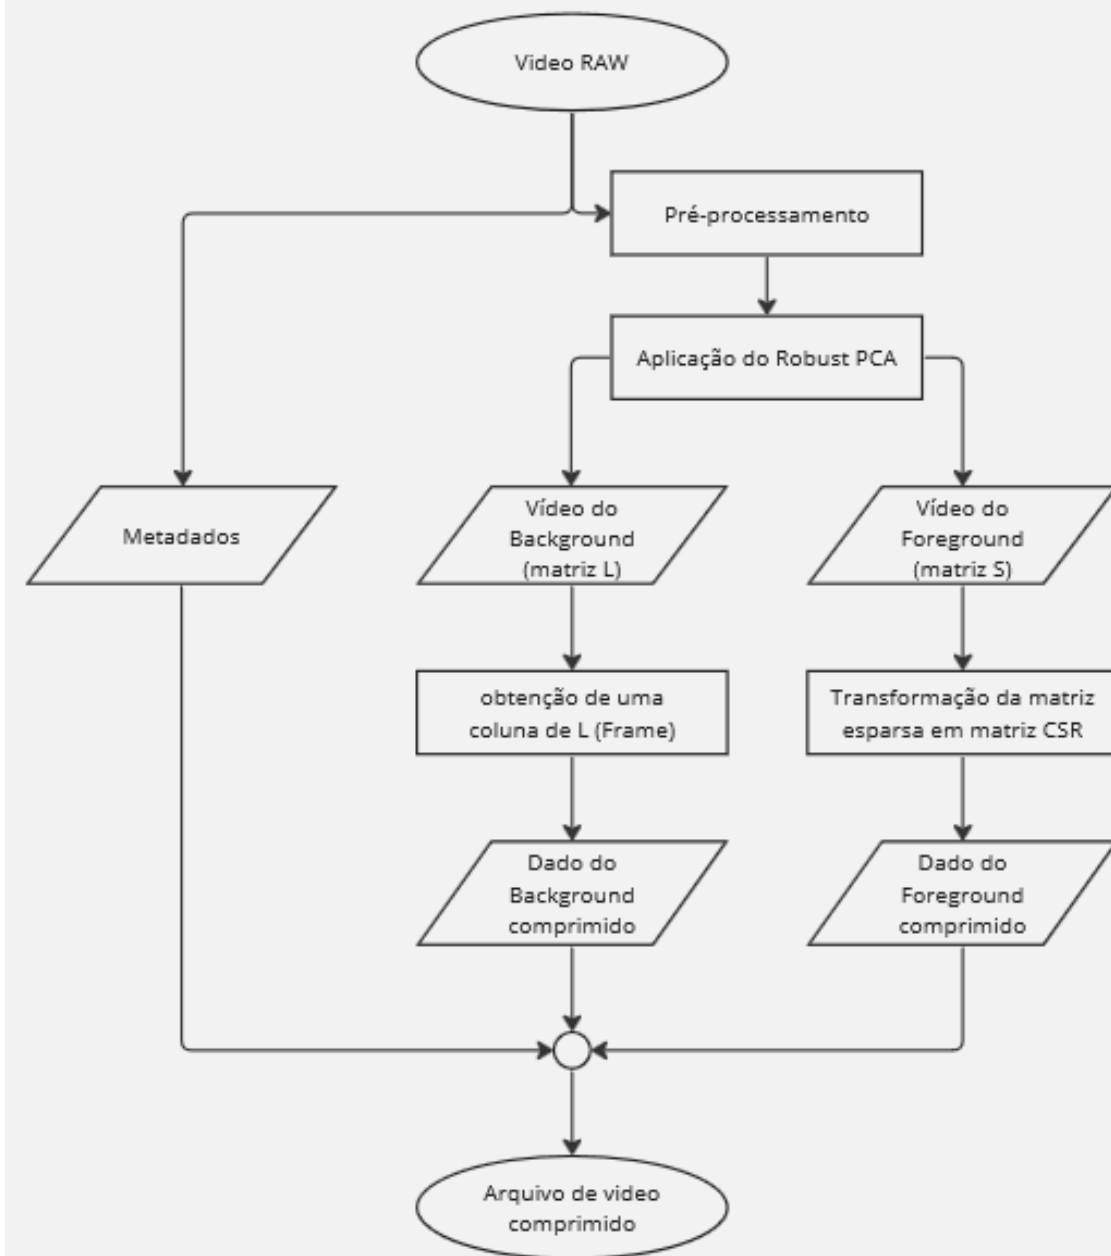 Video RAW
Pré-processamento
Aplicação do Robust PCA
Metadados
Vídeo do
Background
(matriz L)
Vídeo do
Foreground
(matriz S)
obtenção de uma
coluna de L (Frame)
Transformação da matriz
esparsa em matriz CSR
Dado do
Background
comprimido
Dado do
Foreground
comprimido
Arquivo de video
comprimido